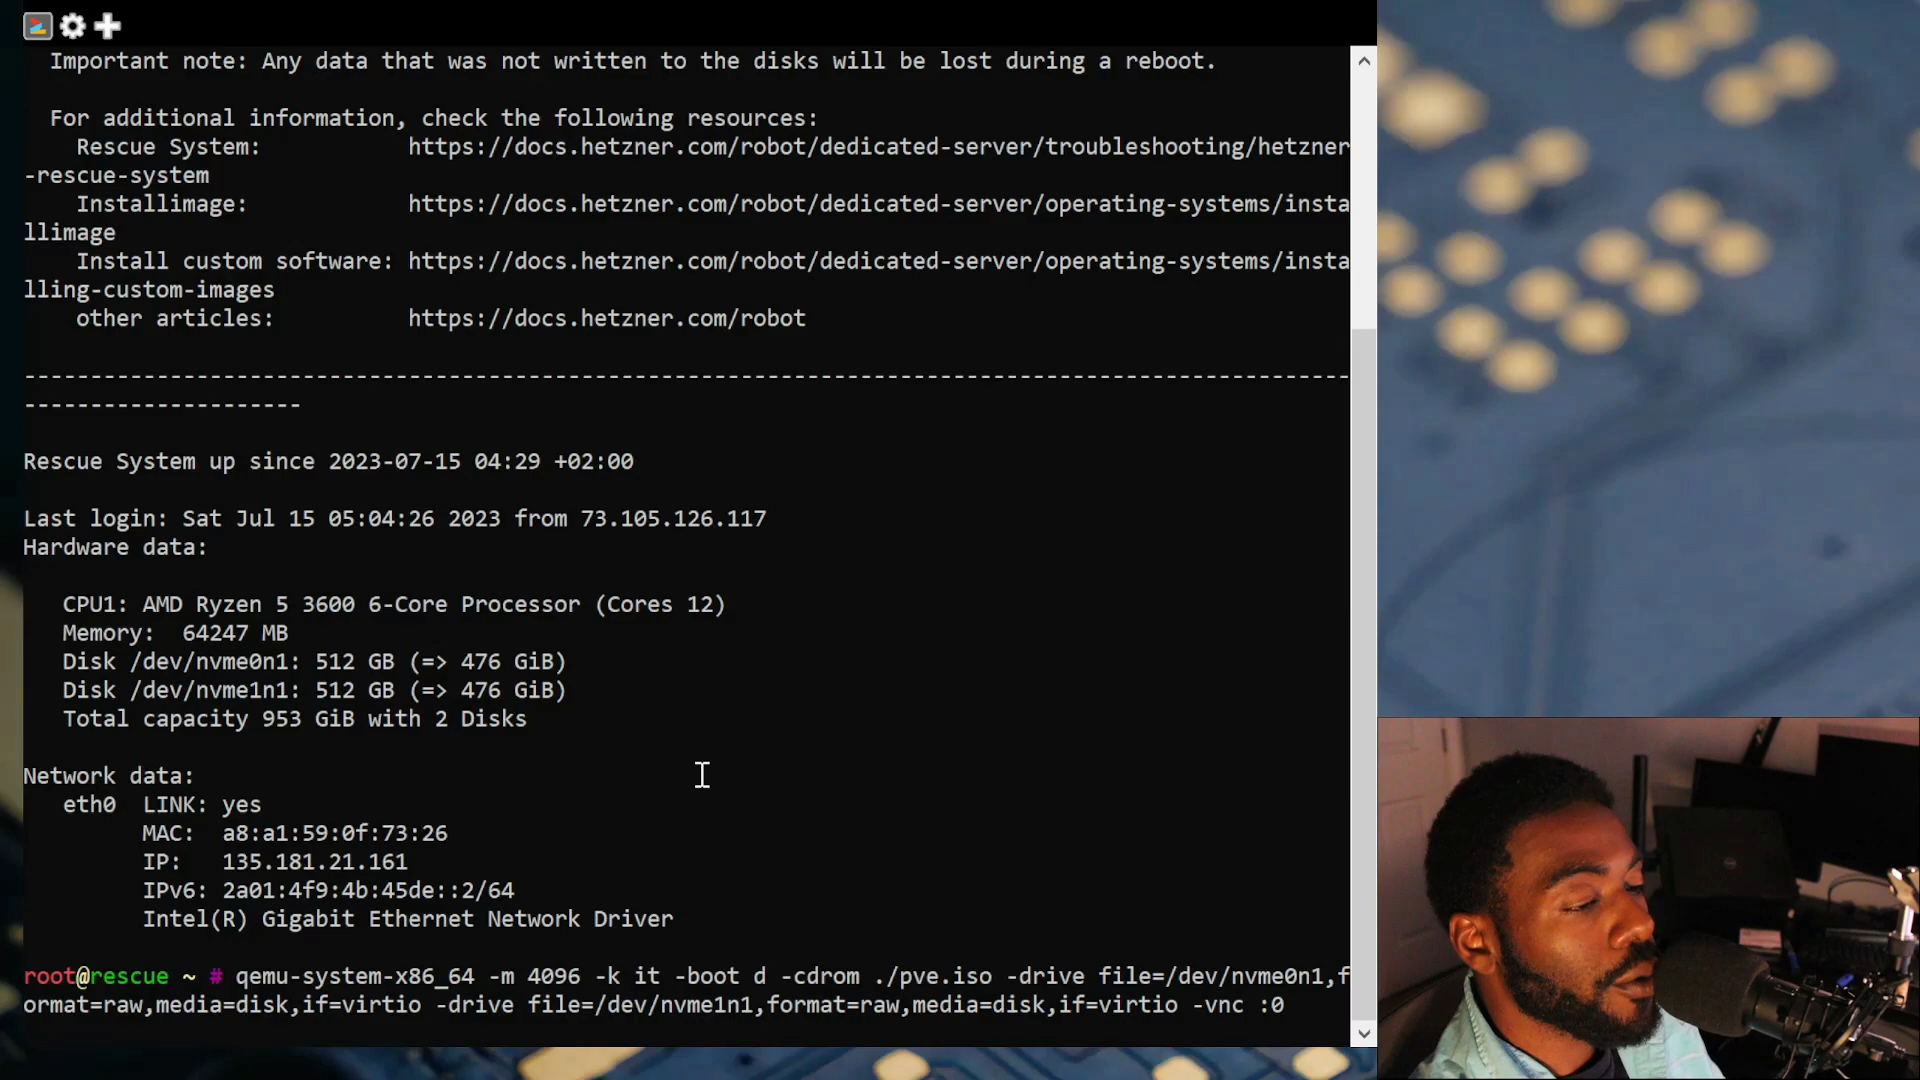 Important note: Any data that was not written to the disks will be lost during a reboot.
For additional information, check the following resources:
Rescue System: https://docs.hetzner.com/robot/dedicated-server/troubleshooting/hetzner
-rescue-system
Installimage: https://docs.hetzner.com/robot/dedicated-server/operating-systems/insta
llimage
Install custom software: https://docs.hetzner.com/robot/dedicated-server/operating-systems/insta
lling-custom-images
other articles: https://docs.hetzner.com/robot
----------------------------------------------------------------------------------------------------
---------------------
Rescue System up since 2023-07-15 04:29 +02:00
Last login: Sat Jul 15 05:04:26 2023 from 73.105.126.117
Hardware data:
CPU1: AMD Ryzen 5 3600 6-Core Processor (Cores 12)
Memory: 64247 MB
Disk /dev/nvme0n1: 512 GB (=> 476 GiB)
Disk /dev/nvme1n1: 512 GB (=> 476 GiB)
Total capacity 953 GiB with 2 Disks
Network data:
eth0 LINK: yes
MAC: a8:a1:59:0f:73:26
IP: 135.181.21.161
IPv6: 2a01:4f9:4b:45de::2/64
Intel(R) Gigabit Ethernet Network Driver
root@rescue ~ # qemu-system-x86_64 -m 4096 -k it -boot d -cdrom ./pve.iso -drive file=/dev/nvme0n1,f
ormat=raw,media=disk,if=virtio -drive file=/dev/nvme1n1,format=raw,media=disk,if=virtio -vnc :0